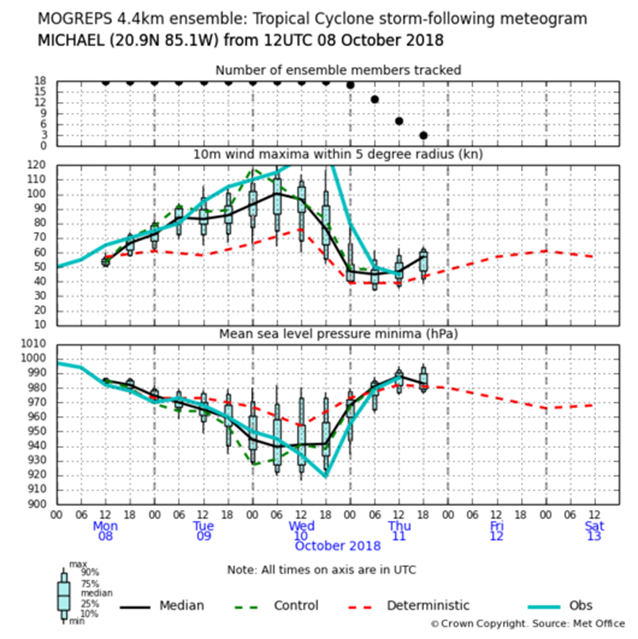 MOGREPS 4.4km ensemble: Tropical Cyclone storm-following meteogram
MICHAEL (20.9N 85.1W) from 12UTC 08 October 2018
Number of ensemble members tracked
18
15
12
9
6
3
0
10m wind maxima within 5 degree radius (kn)
120
110
100
90
80
70
60
50
40
30
20
10
Mean sea level pressure minima (hPa)
1010
1000
990
980
970
960
950
940
930
920
910
900
00 06 12 18 00 06 12 18 00 06 12 18 00 06 12 18 00 06 12 18 00 06 12
Mon Tue Wed Thu Fri Sat
08 09 10 11 12 13
October 2018
Note: All times on axis are in UTC
max
90%
75%
median
25%
10%
min
Median Control Deterministic Obs
© Crown Copyright. Source: Met Office